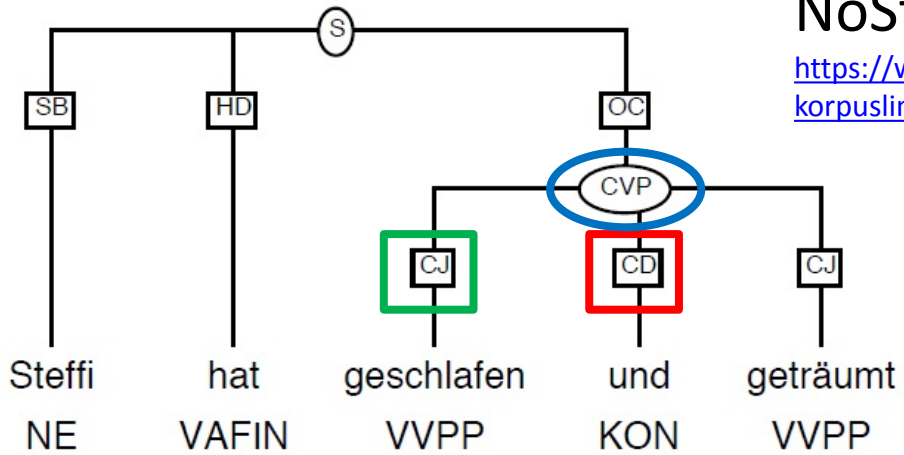 NoSt
https://w
korpuslin
S
SB HD OC
CVP
CJ CD CJ
Steffi hat geschlafen und geträumt
NE VAFIN VVPP KON VVPP